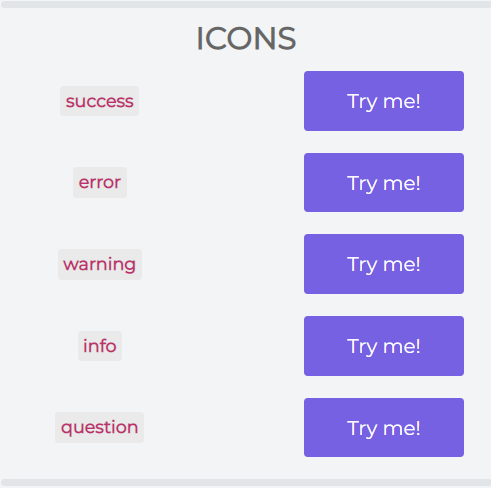 ICONS
success Try me!
error Try me!
warning Try me!
info Try me!
question Try me!